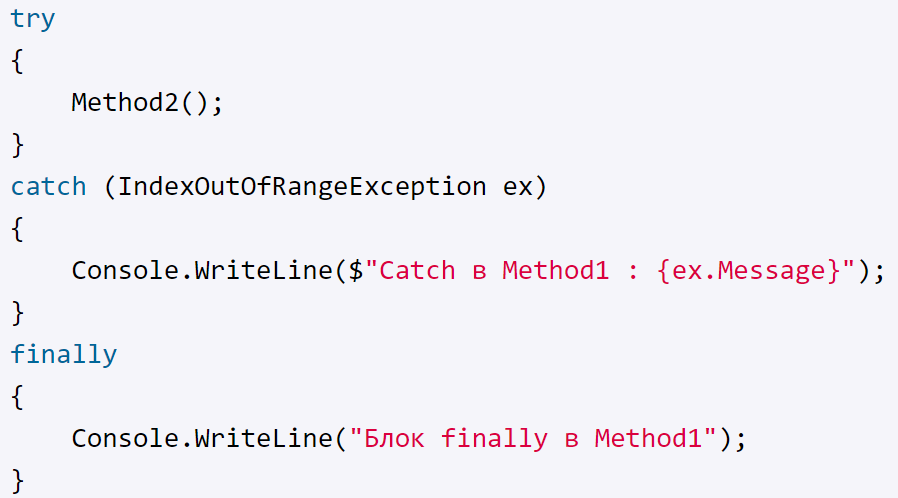 try
{
    Method2();
}
catch (IndexOutOfRangeException ex)
{
    Console.WriteLine($"Catch в Method1 : {ex.Message}");
}
finally
{
    Console.WriteLine("Блок finally в Method1");
}